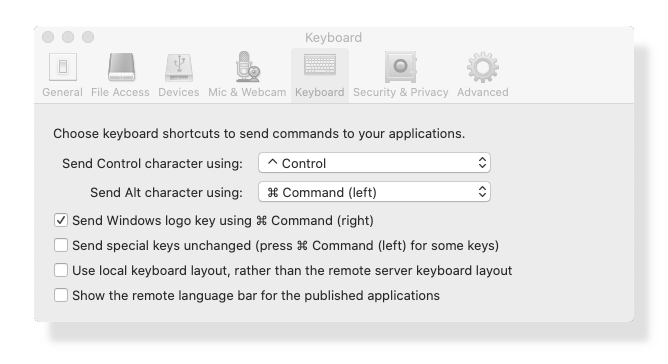 Keyboard
General File Access Devices Mic & Webcam Keyboard Security & Privacy Advanced
Choose keyboard shortcuts to send commands to your applications.
Send Control character using: ^ Control
Send Alt character using: ⌘ Command (left)
Send Windows logo key using ⌘ Command (right)
Send special keys unchanged (press ⌘ Command (left) for some keys)
Use local keyboard layout, rather than the remote server keyboard layout
Show the remote language bar for the published applications